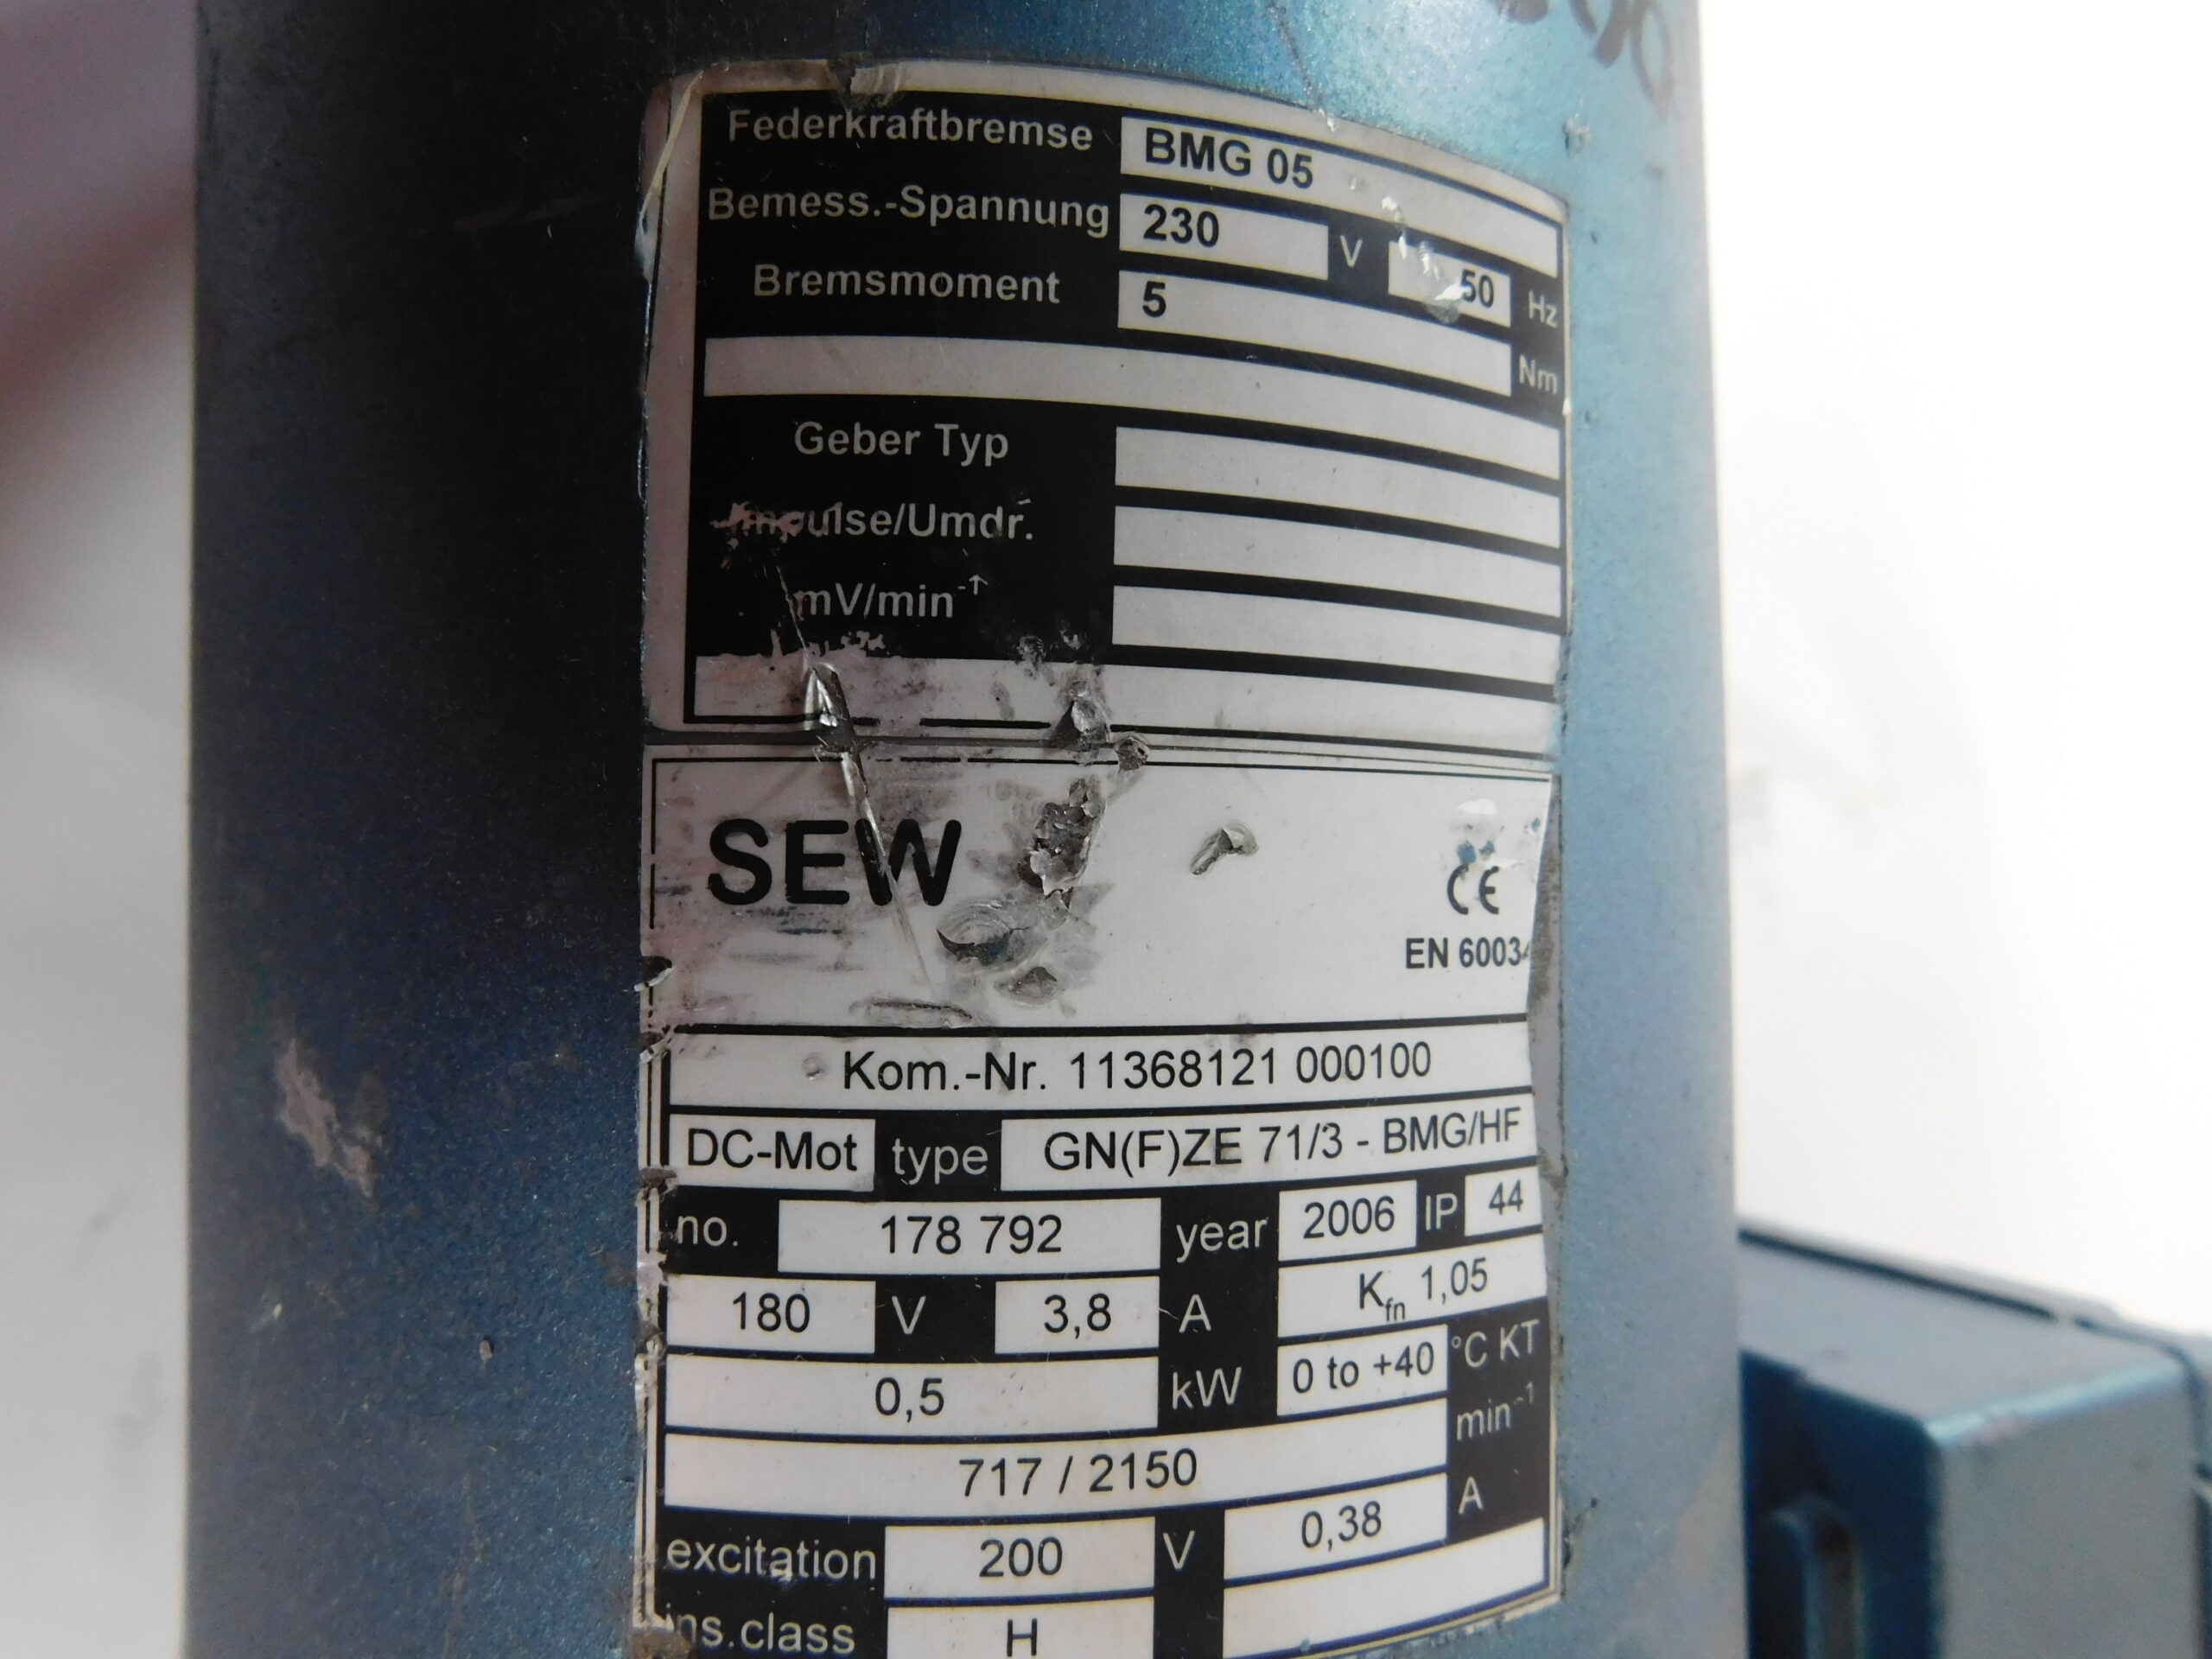 Federkraftbremse BMG 05
Bemess.-Spannung 230 V 50 Hz
Bremsmoment 5 Nm
Geber Typ
Impulse/Umdr.
mV/min⁻¹
SEW
CE
EN 60034
Kom.-Nr. 11368121 000100
DC-Mot type GN(F)ZE 71/3 - BMG/HF
no. 178 792 year 2006 IP 44
180 V 3,8 A Kfn 1,05
0,5 kW 0 to +40 °C KT
717 / 2150 min⁻¹
excitation 200 V 0,38 A
ins.class H